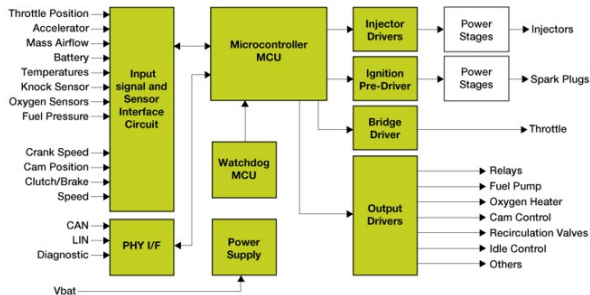 Throttle Position
Accelerator
Mass Airflow
Battery
Temperatures
Knock Sensor
Oxygen Sensors
Fuel Pressure
Crank Speed
Cam Position
Clutch/Brake
Speed
CAN
LIN
Diagnostic
Vbat
Input
signal and
Sensor
Interface
Circuit
PHY I/F
Microcontroller
MCU
Watchdog
MCU
Power
Supply
Injector
Drivers
Ignition
Pre-Driver
Bridge
Driver
Output
Drivers
Power
Stages
Power
Stages
Injectors
Spark Plugs
Throttle
Relays
Fuel Pump
Oxygen Heater
Cam Control
Recirculation Valves
Idle Control
Others